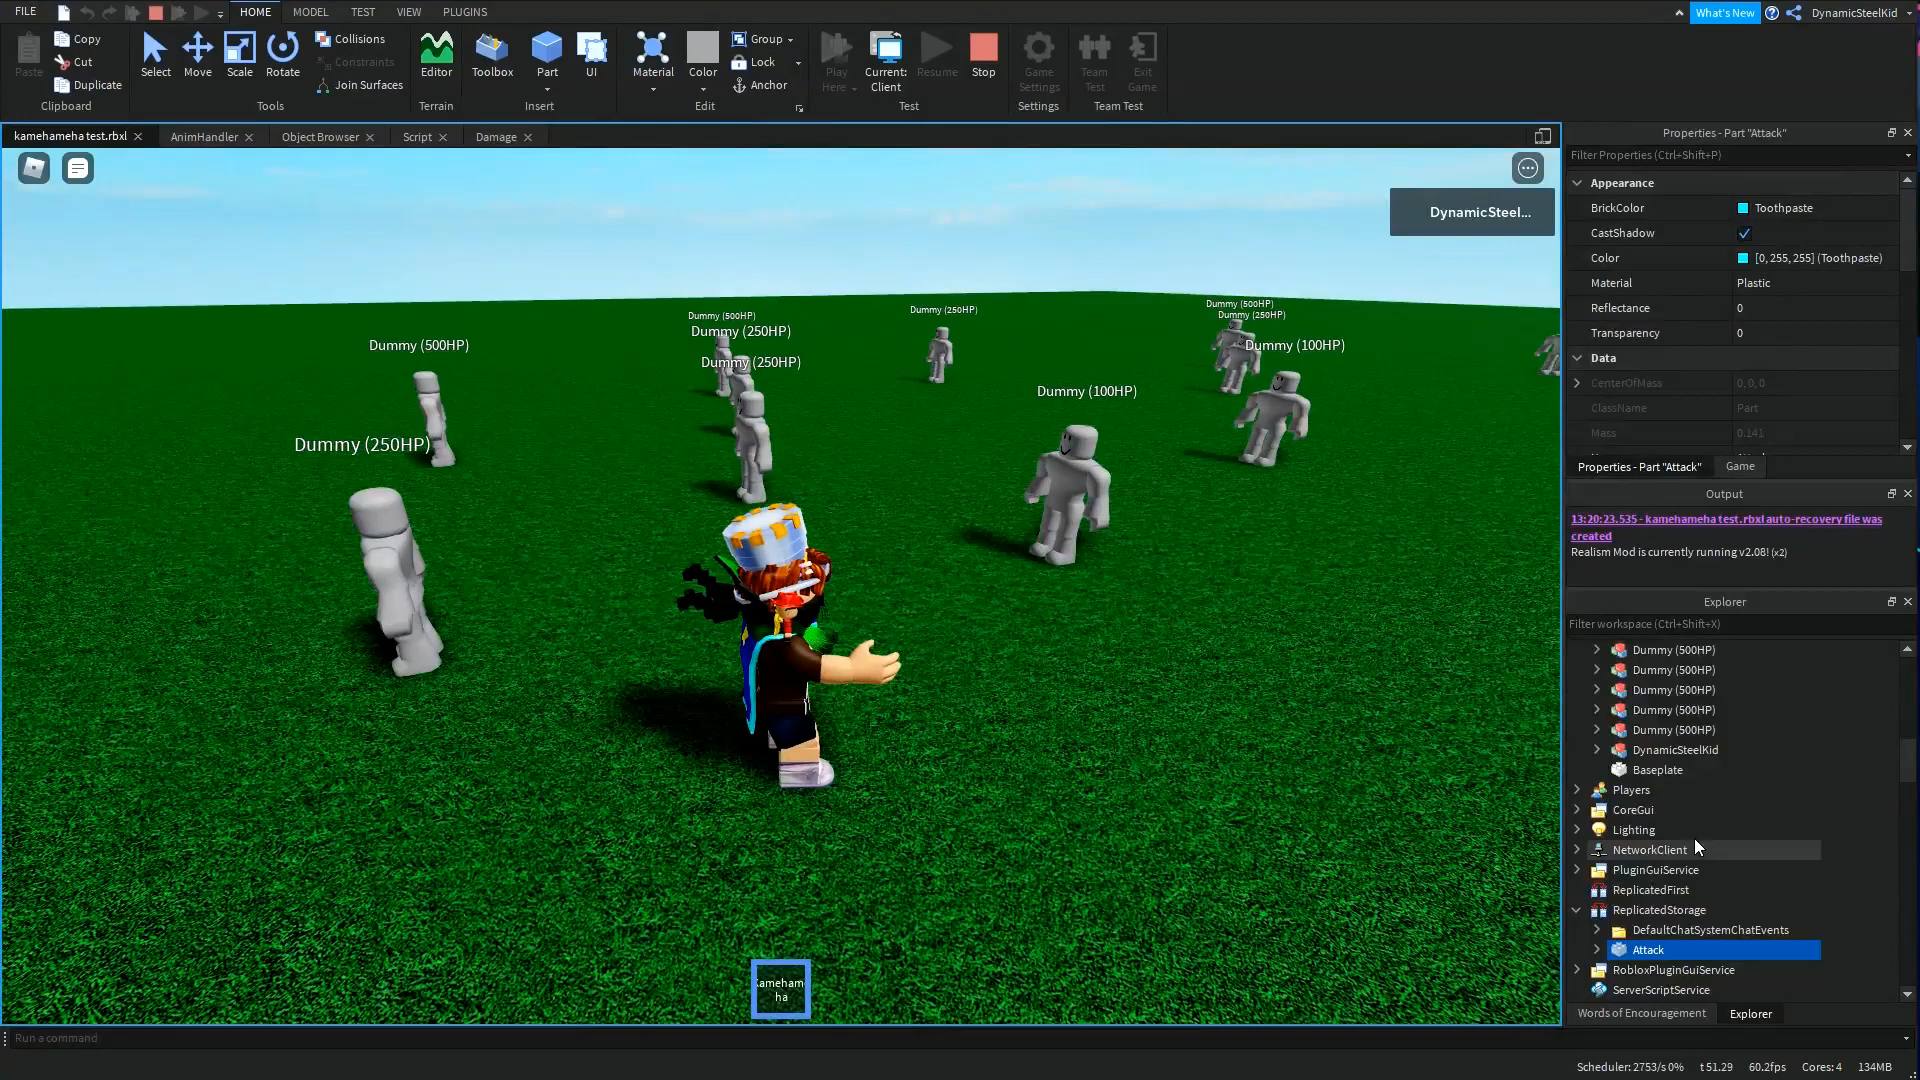 FILE
HOME
MODEL
TEST
VIEW
PLUGINS
What's New
DynamicSteelKid
Paste
Copy
Cut
Duplicate
Clipboard
Select
Move
Scale
Rotate
Collisions
Constraints
Join Surfaces
Tools
Editor
Terrain
Toolbox
Part
UI
Insert
Material
Color
Group
Lock
Anchor
Edit
Play
Here
Current:
Client
Resume
Stop
Test
Game
Settings
Settings
Team
Test
Exit
Game
Team Test
kamehameha test.rbxl
AnimHandler
Object Browser
Script
Damage
DynamicSteel...
Dummy (500HP)
Dummy (250HP)
Dummy (500HP)
Dummy (250HP)
Dummy (250HP)
Dummy (250HP)
Dummy (100HP)
Dummy (500HP)
Dummy (250HP)
Dummy (100HP)
Kameham
ha
Properties - Part "Attack"
Filter Properties (Ctrl+Shift+P)
Appearance
BrickColor
Toothpaste
CastShadow
Color
[0, 255, 255] (Toothpaste)
Material
Plastic
Reflectance
0
Transparency
0
Data
CenterOfMass
0, 0, 0
ClassName
Part
Mass
0.141
Properties - Part "Attack"
Game
Output
13:20:23.535 - kamehameha test.rbxl auto-recovery file was
created
Realism Mod is currently running v2.08! (x2)
Explorer
Filter workspace (Ctrl+Shift+X)
Dummy (500HP)
Dummy (500HP)
Dummy (500HP)
Dummy (500HP)
Dummy (500HP)
DynamicSteelKid
Baseplate
Players
CoreGui
Lighting
NetworkClient
PluginGuiService
ReplicatedFirst
ReplicatedStorage
DefaultChatSystemChatEvents
Attack
RobloxPluginGuiService
ServerScriptService
Words of Encouragement
Explorer
Run a command
Scheduler: 2753/s 0%
t 51.29
60.2fps
Cores: 4
134MB